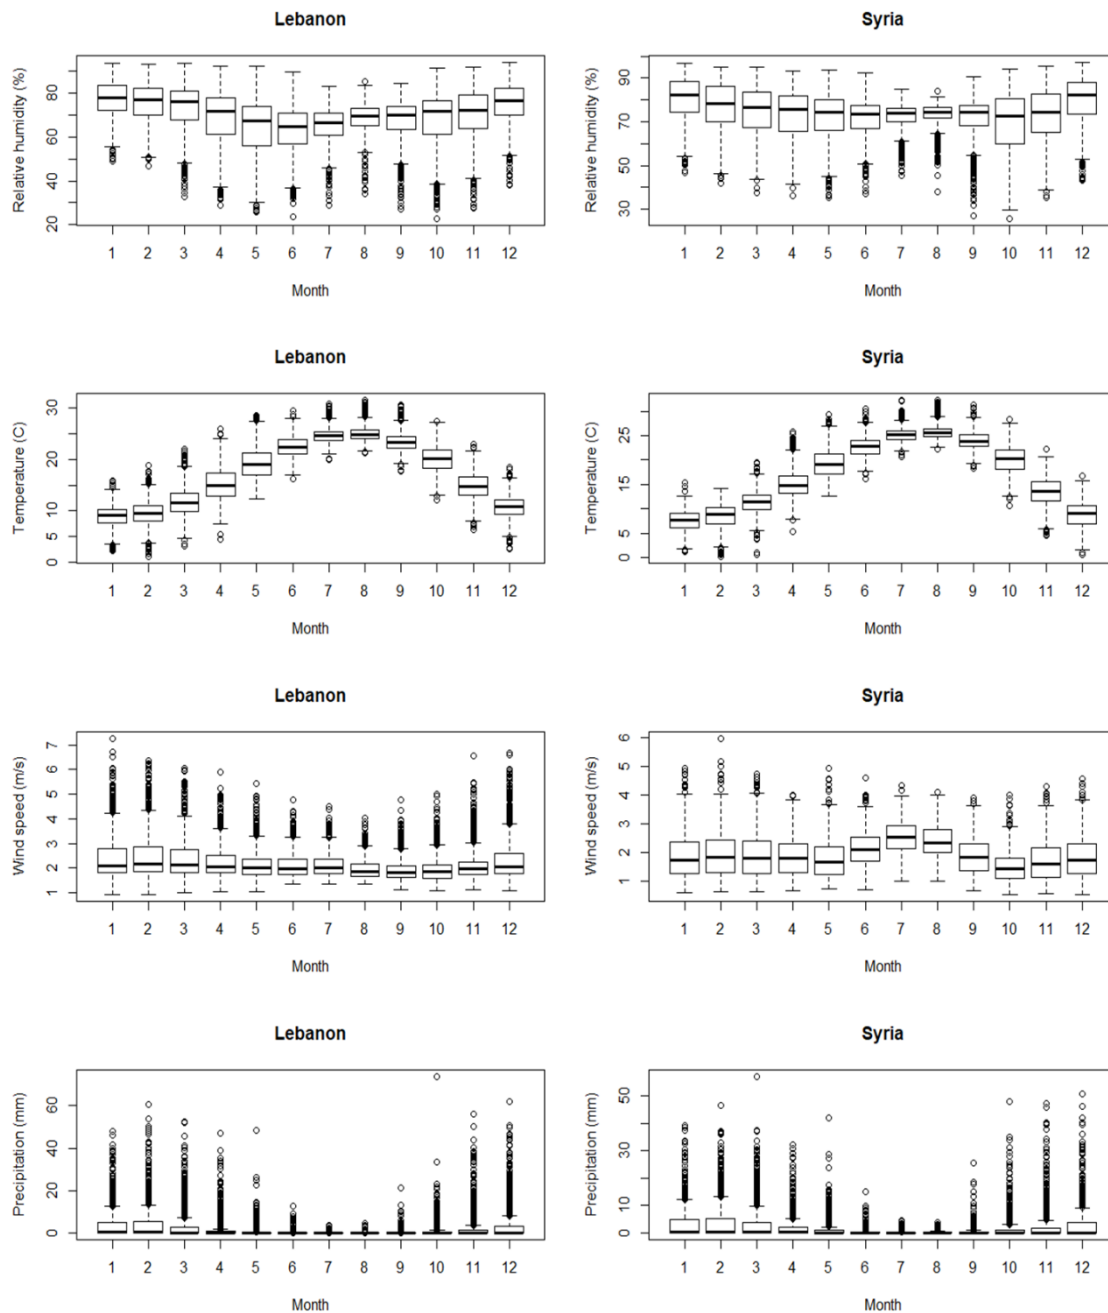 Lebanon
Relative humidity (%)
80
60
40
20
1 2 3 4 5 6 7 8 9 10 11 12
Month
Syria
Relative humidity (%)
90
70
50
30
1 2 3 4 5 6 7 8 9 10 11 12
Month
Lebanon
Temperature (C)
30
20
10
5
0
1 2 3 4 5 6 7 8 9 10 11 12
Month
Syria
Temperature (C)
25
15
5
0
1 2 3 4 5 6 7 8 9 10 11 12
Month
Lebanon
Wind speed (m/s)
7
6
5
4
3
2
1
1 2 3 4 5 6 7 8 9 10 11 12
Month
Syria
Wind speed (m/s)
6
5
4
3
2
1
1 2 3 4 5 6 7 8 9 10 11 12
Month
Lebanon
Precipitation (mm)
60
40
20
0
1 2 3 4 5 6 7 8 9 10 11 12
Month
Syria
Precipitation (mm)
50
30
10
0
1 2 3 4 5 6 7 8 9 10 11 12
Month